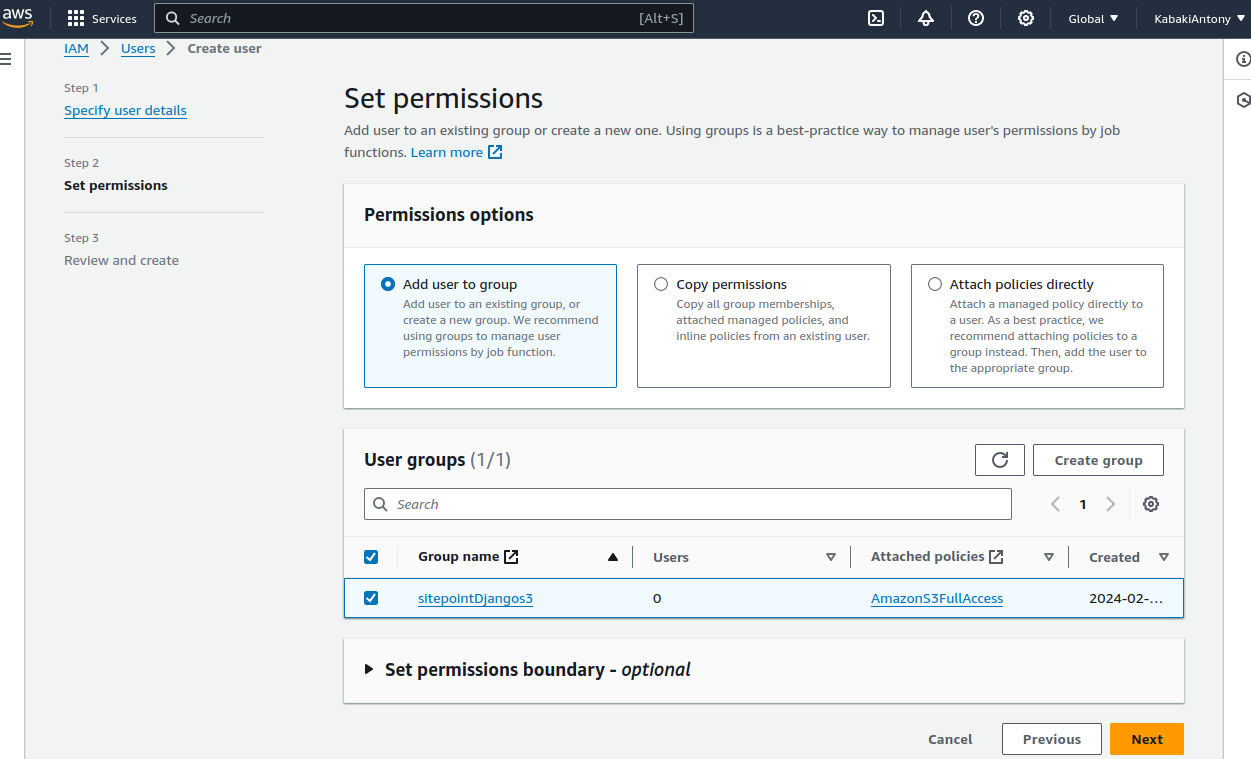 aws
Services
Search [Alt+S]
Global
KabakiAntony
IAM > Users > Create user
Step 1
Specify user details
Step 2
Set permissions
Step 3
Review and create
Set permissions
Add user to an existing group or create a new one. Using groups is a best-practice way to manage user's permissions by job
functions. Learn more
Permissions options
Add user to group
Add user to an existing group, or
create a new group. We recommend
using groups to manage user
permissions by job function.
Copy permissions
Copy all group memberships,
attached managed policies, and
inline policies from an existing user.
Attach policies directly
Attach a managed policy directly to
a user. As a best practice, we
recommend attaching policies to a
group instead. Then, add the user to
the appropriate group.
User groups (1/1)
Create group
Search
1
Group name Users Attached policies Created
sitepointDjangos3 0 AmazonS3FullAccess 2024-02-...
Set permissions boundary - optional
Cancel Previous Next